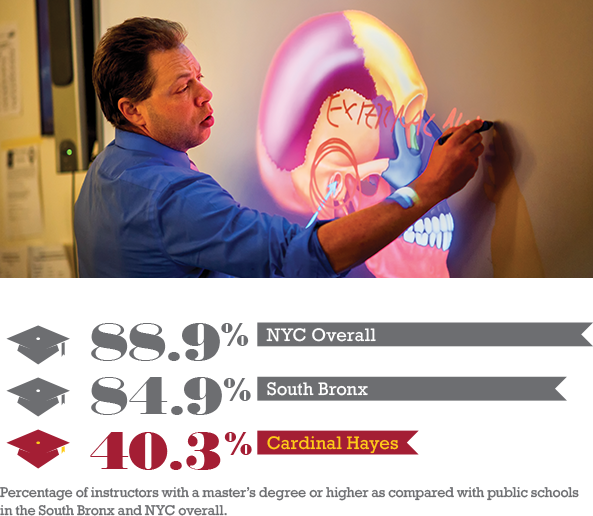 EXTERNAL
88.9% NYC Overall
84.9% South Bronx
40.3% Cardinal Hayes
Percentage of instructors with a master's degree or higher as compared with public schools
in the South Bronx and NYC overall.